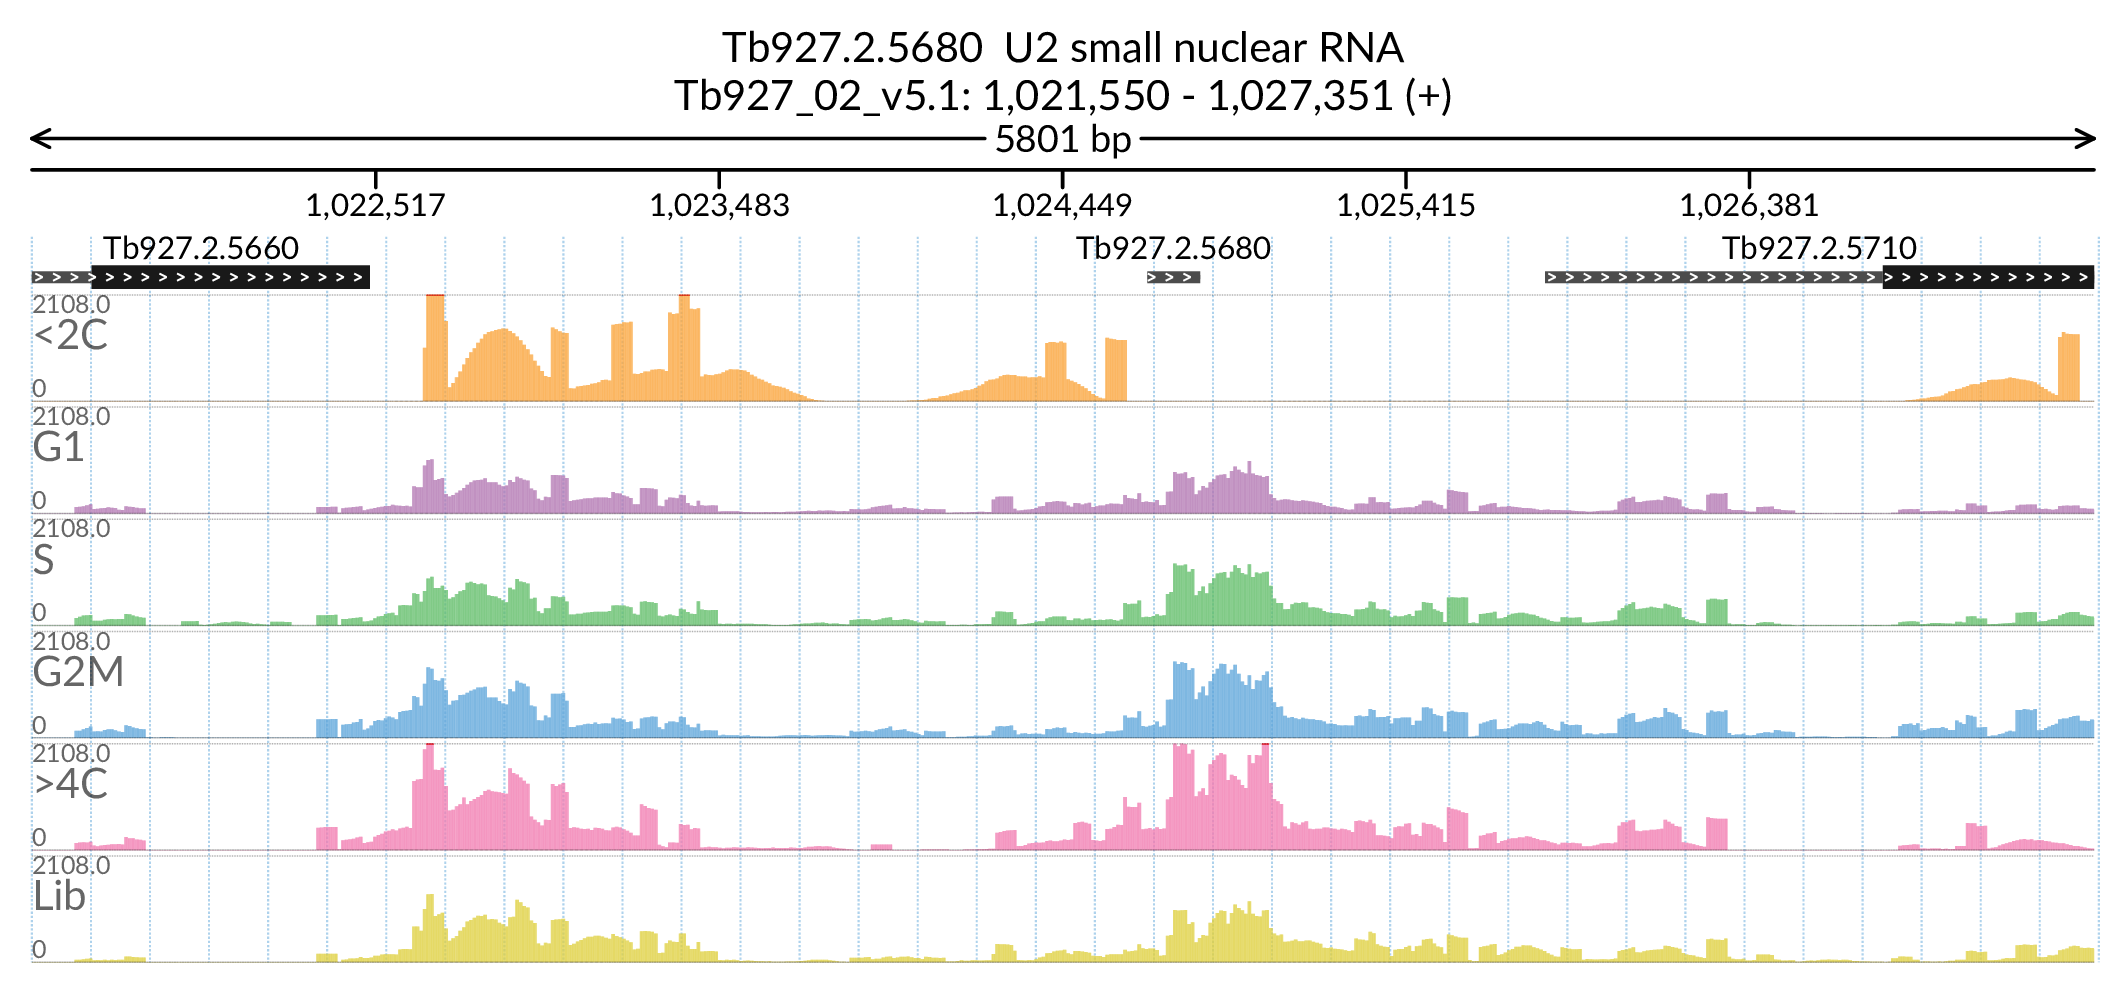 Tb927.2.5680  U2 small nuclear RNA
Tb927_02_v5.1: 1,021,550 - 1,027,351 (+)
5801 bp
1,022,517 1,023,483 1,024,449 1,025,415 1,026,381
Tb927.2.5660 Tb927.2.5680 Tb927.2.5710
2108.0
<2C
0
2108.0
G1
0
2108.0
S
0
2108.0
G2M
0
2108.0
>4C
0
2108.0
Lib
0